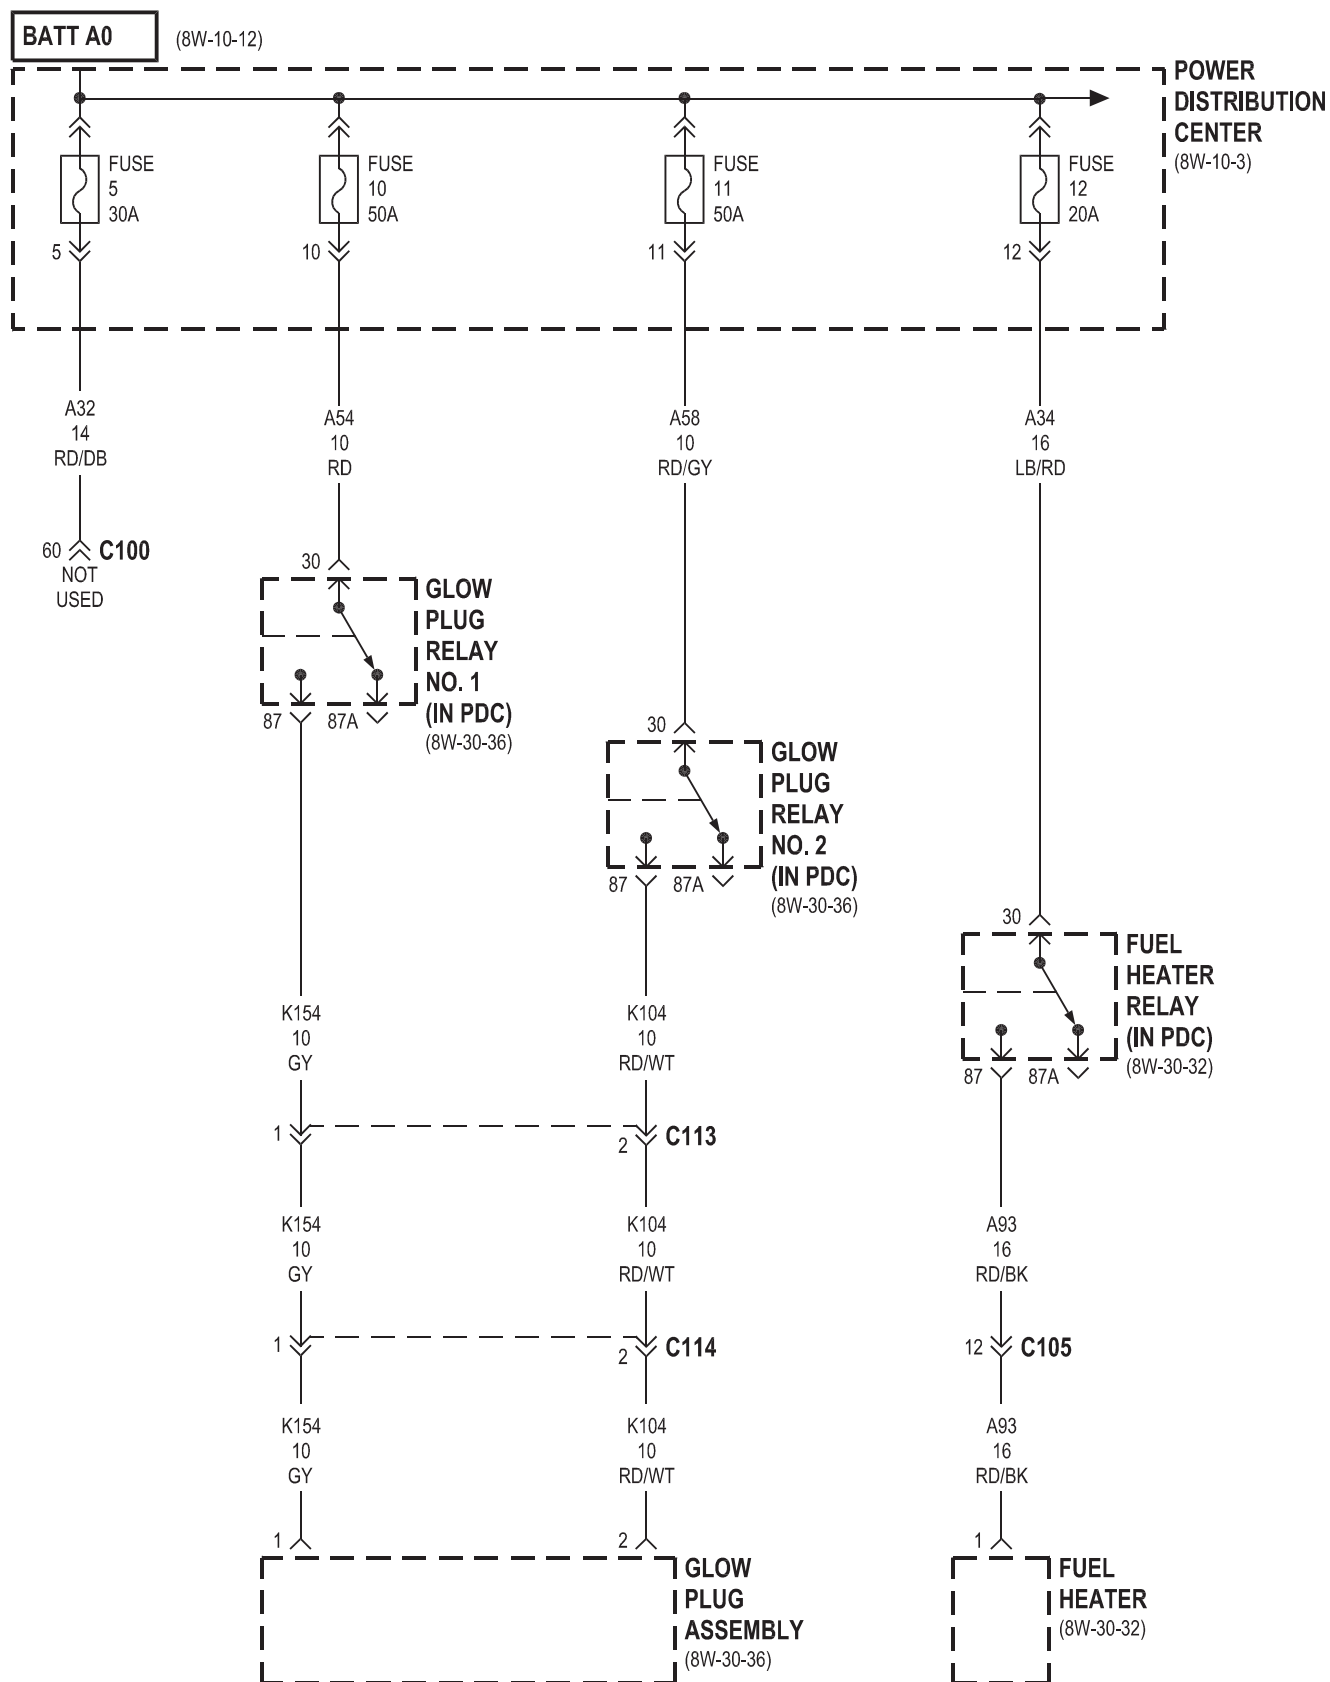 BATT A0
(8W-10-12)
POWER
DISTRIBUTION
CENTER
(8W-10-3)
FUSE
5
30A
FUSE
10
50A
FUSE
11
50A
FUSE
12
20A
5
10
11
12
A32
14
RD/DB
A54
10
RD
A58
10
RD/GY
A34
16
LB/RD
60
C100
NOT
USED
30
GLOW
PLUG
RELAY
NO. 1
(IN PDC)
(8W-30-36)
87
87A
30
GLOW
PLUG
RELAY
NO. 2
(IN PDC)
(8W-30-36)
87
87A
30
FUEL
HEATER
RELAY
(IN PDC)
(8W-30-32)
87
87A
K154
10
GY
K104
10
RD/WT
1
2
C113
K154
10
GY
K104
10
RD/WT
A93
16
RD/BK
1
2
C114
12
C105
K154
10
GY
K104
10
RD/WT
A93
16
RD/BK
1
2
1
GLOW
PLUG
ASSEMBLY
(8W-30-36)
FUEL
HEATER
(8W-30-32)